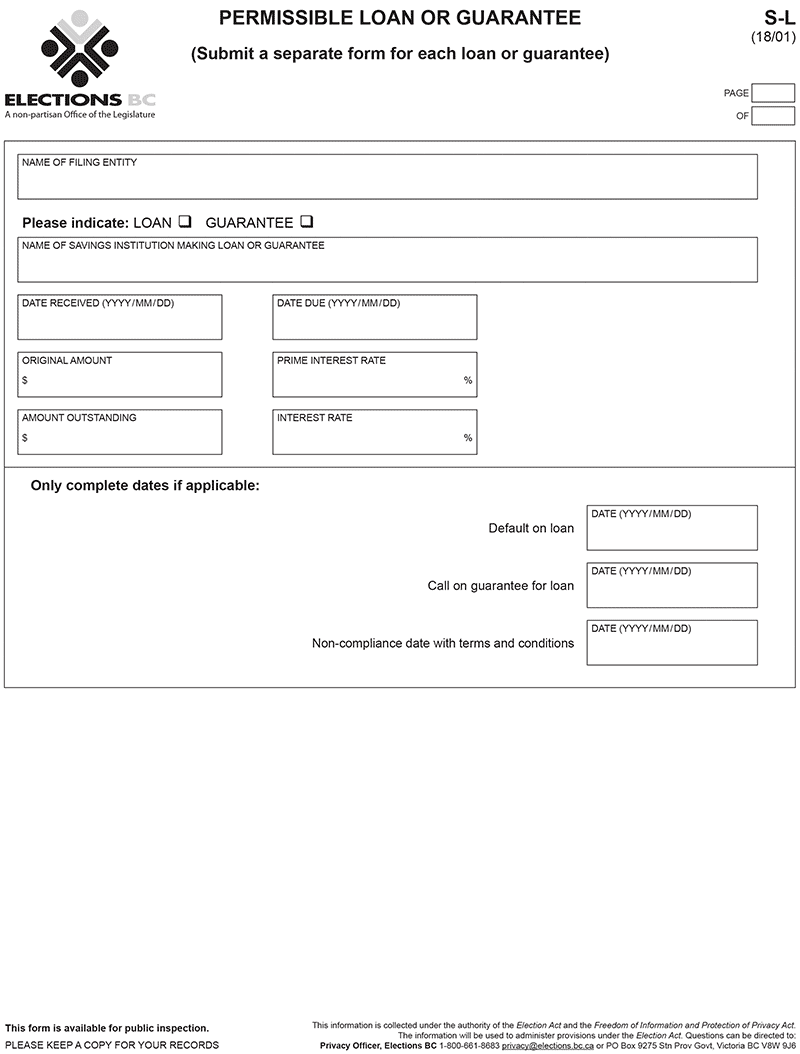 PERMISSIBLE LOAN OR GUARANTEE
S-L
(18/01)
(Submit a separate form for each loan or guarantee)
ELECTIONS BC
A non-partisan Office of the Legislature
PAGE
OF
NAME OF FILING ENTITY
Please indicate: LOAN ❑ GUARANTEE ❑
NAME OF SAVINGS INSTITUTION MAKING LOAN OR GUARANTEE
DATE RECEIVED (YYYY/MM/DD)
DATE DUE (YYYY/MM/DD)
ORIGINAL AMOUNT
$
PRIME INTEREST RATE
%
AMOUNT OUTSTANDING
$
INTEREST RATE
%
Only complete dates if applicable:
Default on loan
DATE (YYYY/MM/DD)
Call on guarantee for loan
DATE (YYYY/MM/DD)
Non-compliance date with terms and conditions
DATE (YYYY/MM/DD)
This form is available for public inspection.
PLEASE KEEP A COPY FOR YOUR RECORDS
This information is collected under the authority of the Election Act and the Freedom of Information and Protection of Privacy Act.
The information will be used to administer provisions under the Election Act. Questions can be directed to:
Privacy Officer, Elections BC 1-800-661-8683 privacy@elections.bc.ca or PO Box 9275 Stn Prov Govt, Victoria BC V8W 9J6